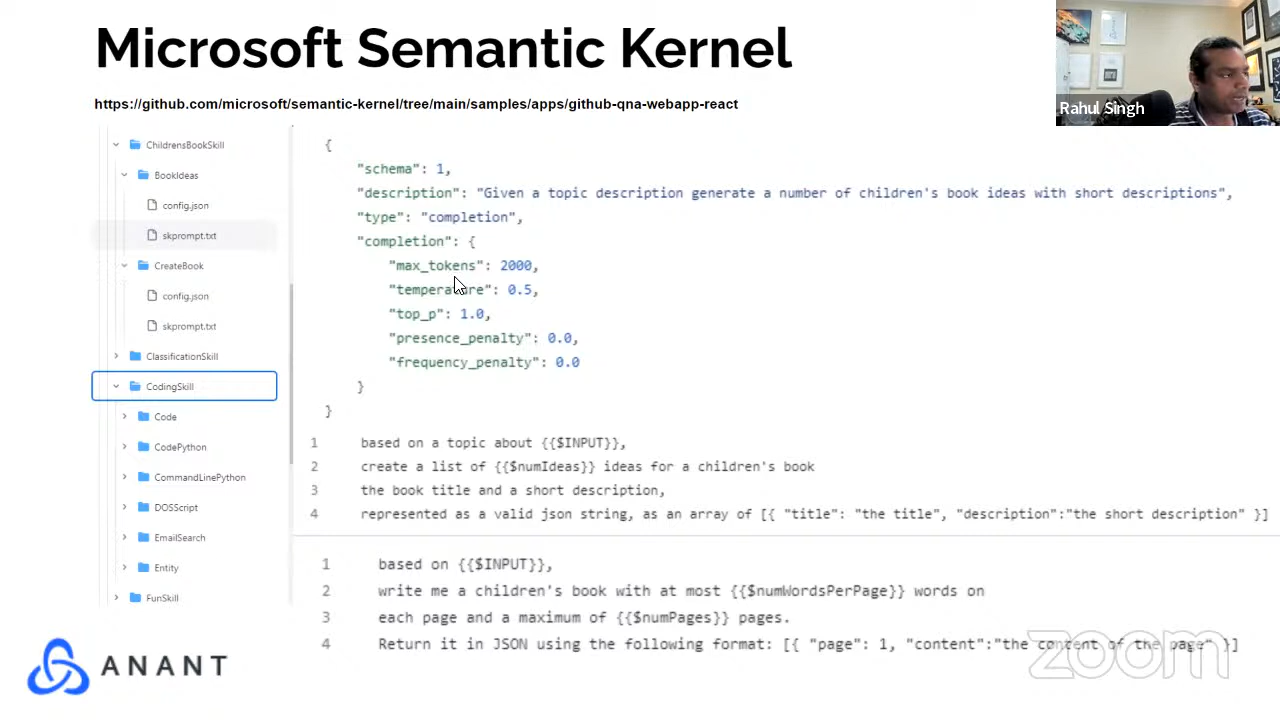 Microsoft Semantic Kernel
https://github.com/microsoft/semantic-kernel/tree/main/samples/apps/github-qna-webapp-react
Rahul Singh
ChildrensBookSkill
BookIdeas
config.json
skprompt.txt
CreateBook
config.json
skprompt.txt
ClassificationSkill
CodingSkill
Code
CodePython
CommandLinePython
DOSScript
EmailSearch
Entity
FunSkill
{
"schema": 1,
"description": "Given a topic description generate a number of children's book ideas with short descriptions",
"type": "completion",
"completion": {
"max_tokens": 2000,
"temperature": 0.5,
"top_p": 1.0,
"presence_penalty": 0.0,
"frequency_penalty": 0.0
}
}
1 based on a topic about {{$INPUT}},
2 create a list of {{$numIdeas}} ideas for a children's book
3 the book title and a short description,
4 represented as a valid json string, as an array of [{ "title": "the title", "description":"the short description" }]
1 based on {{$INPUT}},
2 write me a children's book with at most {{$numWordsPerPage}} words on
3 each page and a maximum of {{$numPages}} pages.
4 Return it in JSON using the following format: [{ "page": 1, "content":"the content of the page" }]
ANANT
zoom